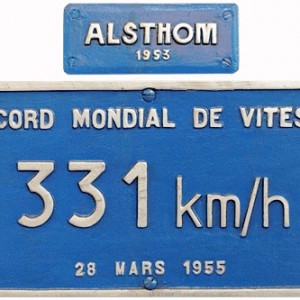 ALSTHOM
1953
CORD MONDIAL DE VITES
331 km/h
28 MARS 1955